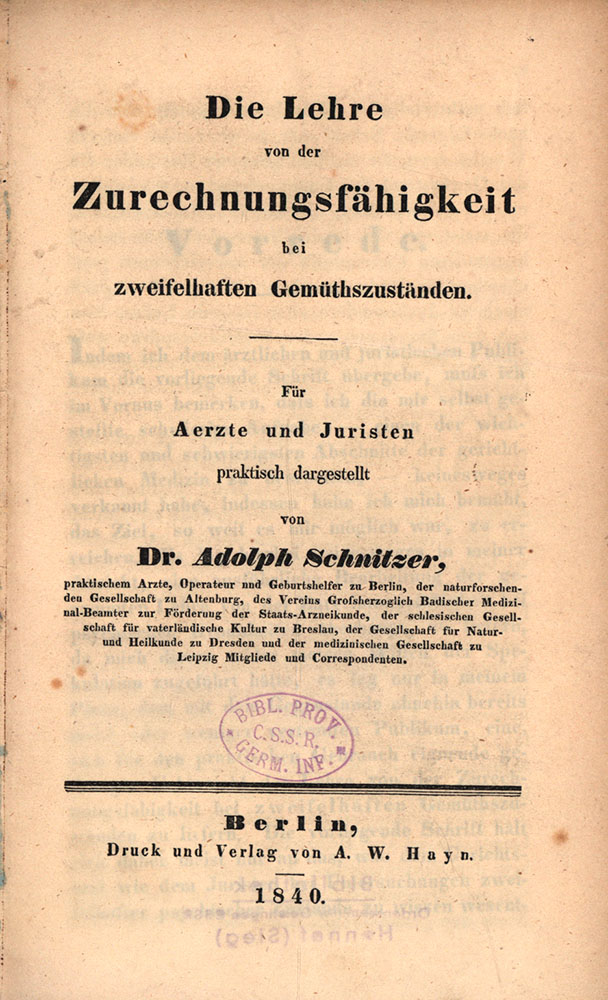 Die Lehre
von der
Zurechnungsfähigkeit
bei
zweifelhaften Gemüthszuständen.
Für
Aerzte und Juristen
praktisch dargestellt
von
Dr. Adolph Schnitzer,
praktischem Arzte, Operateur und Geburtshelfer zu Berlin, der naturforschen-
den Gesellschaft zu Altenburg, des Vereins Grofsherzoglich Badischer Medizi-
nal-Beamter zur Förderung der Staats-Arzneikunde, der schlesischen Gesell-
schaft für vaterländische Kultur zu Breslau, der Gesellschaft für Natur-
und Heilkunde zu Dresden und der medizinischen Gesellschaft zu
Leipzig Mitgliede und Correspondenten.
BIBL. PROV.
C.S.S.R.
* GERM. INF. *
Berlin,
Druck und Verlag von A. W. Hayn.
1840.
Hennef (Sieg)